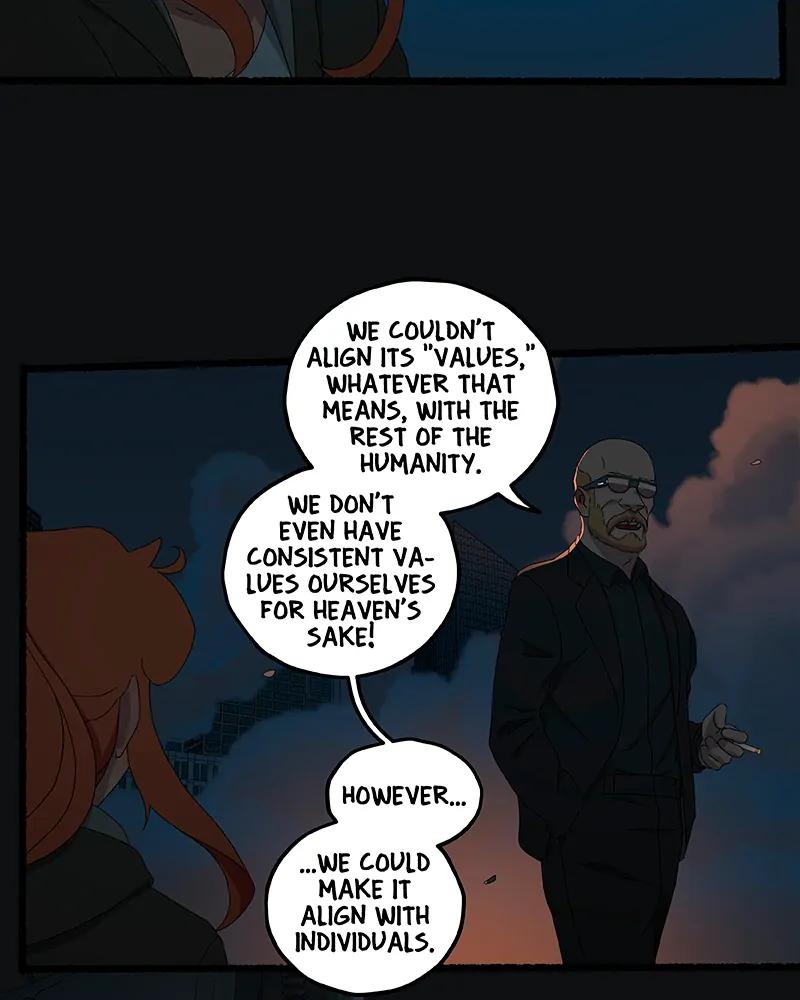 WE COULDN'T
ALIGN ITS "VALUES,"
WHATEVER THAT
MEANS, WITH THE
REST OF THE
HUMANITY.
WE DON'T
EVEN HAVE
CONSISTENT VA-
LUES OURSELVES
FOR HEAVEN'S
SAKE!
HOWEVER...
...WE COULD
MAKE IT
ALIGN WITH
INDIVIDUALS.